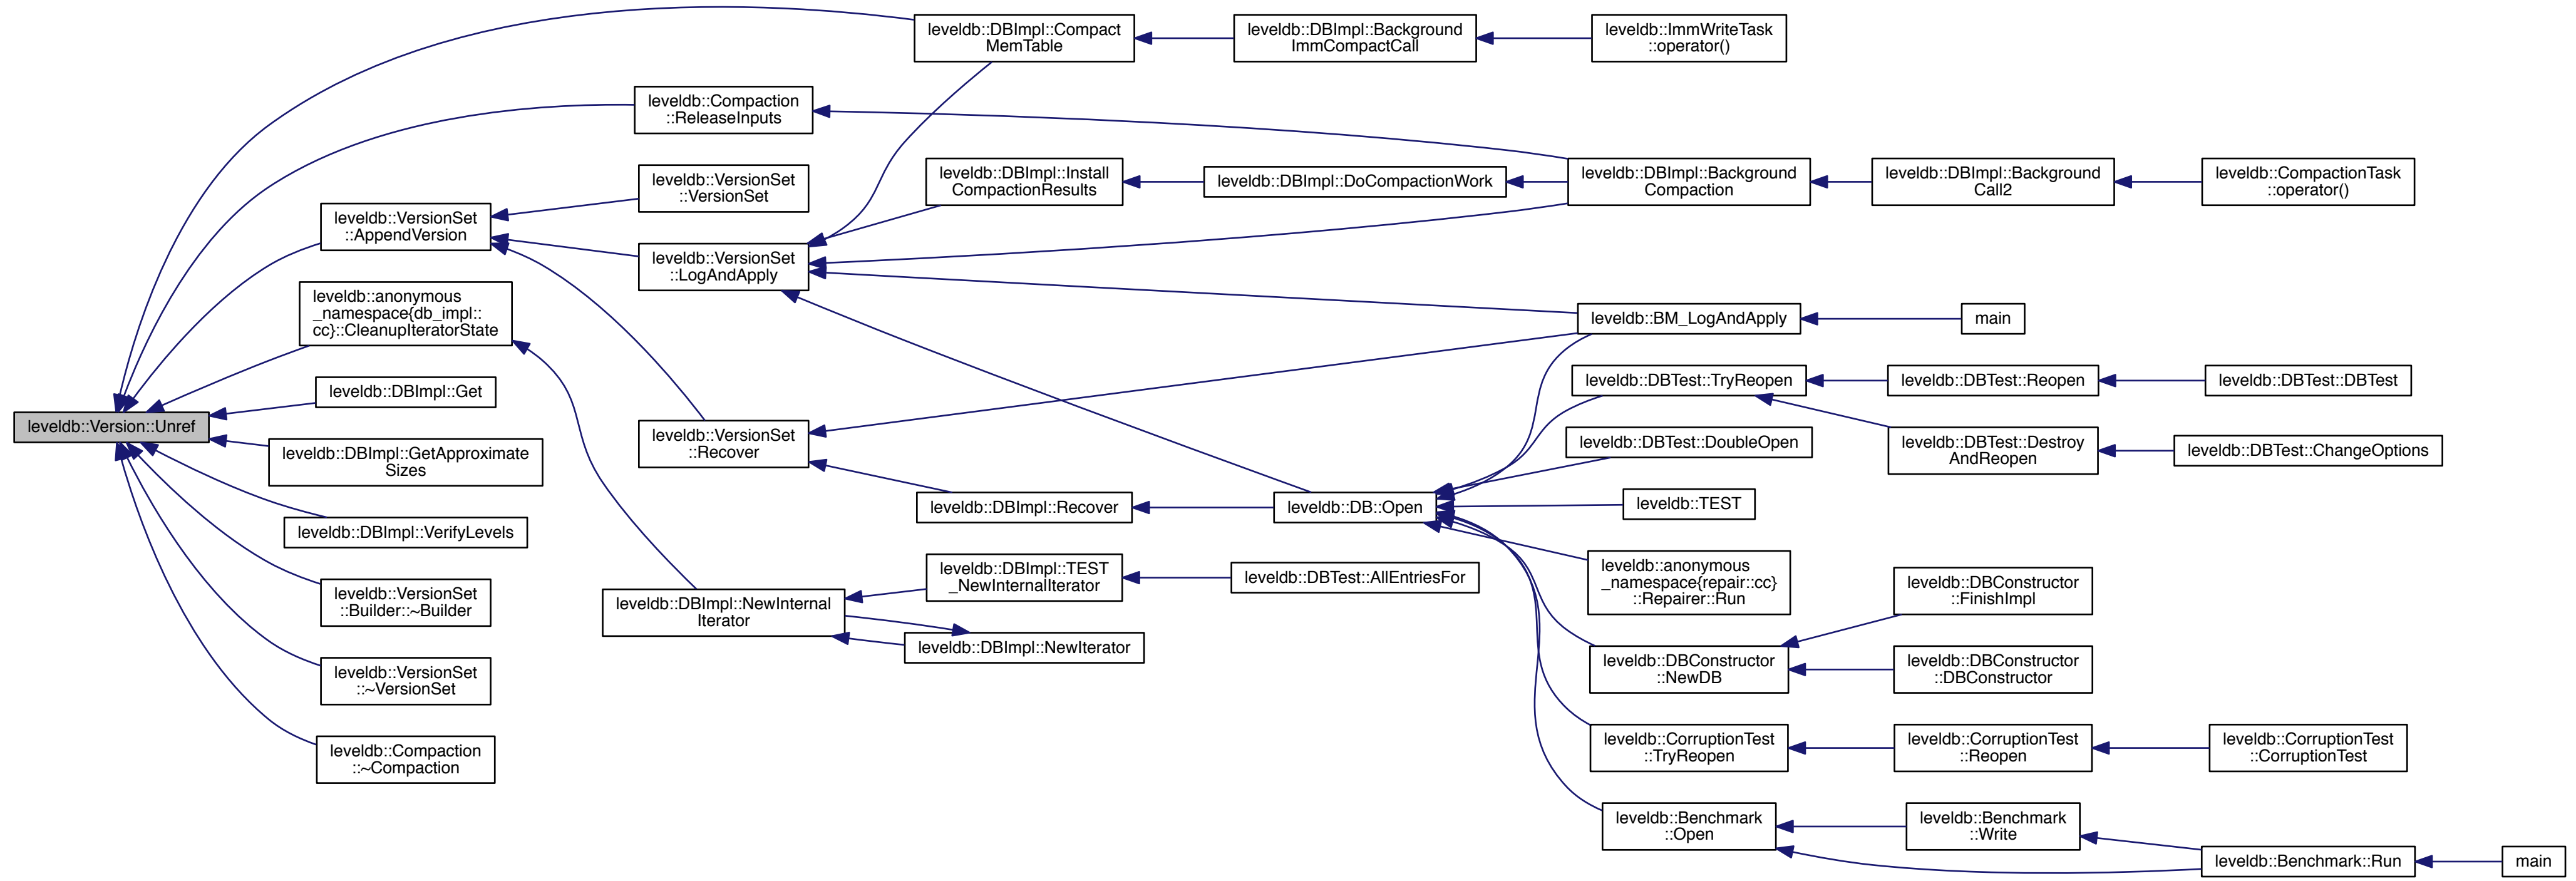 leveldb::Version::Unref
leveldb::DBImpl::Compact
MemTable
leveldb::DBImpl::Background
ImmCompactCall
leveldb::ImmWriteTask
::operator()
leveldb::Compaction
::ReleaseInputs
leveldb::VersionSet
::AppendVersion
leveldb::VersionSet
::VersionSet
leveldb::VersionSet
::LogAndApply
leveldb::DBImpl::Install
CompactionResults
leveldb::DBImpl::DoCompactionWork
leveldb::DBImpl::Background
Compaction
leveldb::DBImpl::Background
Call2
leveldb::CompactionTask
::operator()
leveldb::anonymous
_namespace{db_impl::
cc}::CleanupIteratorState
leveldb::BM_LogAndApply
main
leveldb::DBImpl::Get
leveldb::DBImpl::GetApproximate
Sizes
leveldb::DBImpl::VerifyLevels
leveldb::VersionSet
::Builder::~Builder
leveldb::VersionSet
::~VersionSet
leveldb::Compaction
::~Compaction
leveldb::VersionSet
::Recover
leveldb::DBImpl::Recover
leveldb::DB::Open
leveldb::DBImpl::NewInternal
Iterator
leveldb::DBImpl::TEST
_NewInternalIterator
leveldb::DBTest::AllEntriesFor
leveldb::DBImpl::NewIterator
leveldb::DBTest::TryReopen
leveldb::DBTest::Reopen
leveldb::DBTest::DBTest
leveldb::DBTest::DoubleOpen
leveldb::DBTest::Destroy
AndReopen
leveldb::DBTest::ChangeOptions
leveldb::TEST
leveldb::anonymous
_namespace{repair::cc}
::Repairer::Run
leveldb::DBConstructor
::FinishImpl
leveldb::DBConstructor
::NewDB
leveldb::DBConstructor
::DBConstructor
leveldb::CorruptionTest
::TryReopen
leveldb::CorruptionTest
::Reopen
leveldb::CorruptionTest
::CorruptionTest
leveldb::Benchmark
::Open
leveldb::Benchmark
::Write
leveldb::Benchmark::Run
main